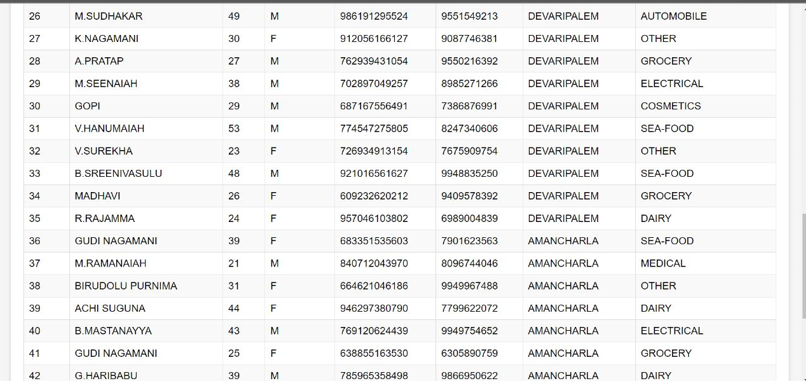 26 M.SUDHAKAR 49 M 986191295524 9551549213 DEVARIPALEM AUTOMOBILE
27 K.NAGAMANI 30 F 912056166127 9087746381 DEVARIPALEM OTHER
28 A.PRATAP 27 M 762939431054 9550216392 DEVARIPALEM GROCERY
29 M.SEENAIAH 38 M 702897049257 8985271266 DEVARIPALEM ELECTRICAL
30 GOPI 29 M 687167556491 7386876991 DEVARIPALEM COSMETICS
31 V.HANUMAIAH 53 M 774547275805 8247340606 DEVARIPALEM SEA-FOOD
32 V.SUREKHA 23 F 726934913154 7675909754 DEVARIPALEM OTHER
33 B.SREENIVASULU 48 M 921016561627 9948835250 DEVARIPALEM SEA-FOOD
34 MADHAVI 26 F 609232620212 9409578392 DEVARIPALEM GROCERY
35 R.RAJAMMA 24 F 957046103802 6989004839 DEVARIPALEM DAIRY
36 GUDI NAGAMANI 39 F 683351535603 7901623563 AMANCHARLA SEA-FOOD
37 M.RAMANAIAH 21 M 840712043970 8096744046 AMANCHARLA MEDICAL
38 BIRUDOLU PURNIMA 31 F 664621046186 9949967488 AMANCHARLA OTHER
39 ACHI SUGUNA 44 F 946297380790 7799622072 AMANCHARLA DAIRY
40 B.MASTANAYYA 43 M 769120624439 9949754652 AMANCHARLA ELECTRICAL
41 GUDI NAGAMANI 25 F 638855163530 6305890759 AMANCHARLA GROCERY
42 G.HARIBABU 39 M 785965358498 9866950622 AMANCHARLA DAIRY